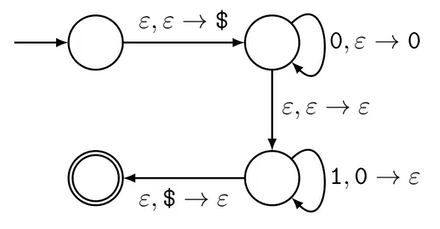 ε, ε → $
0, ε → 0
ε, ε → ε
1, 0 → ε
ε, $ → ε